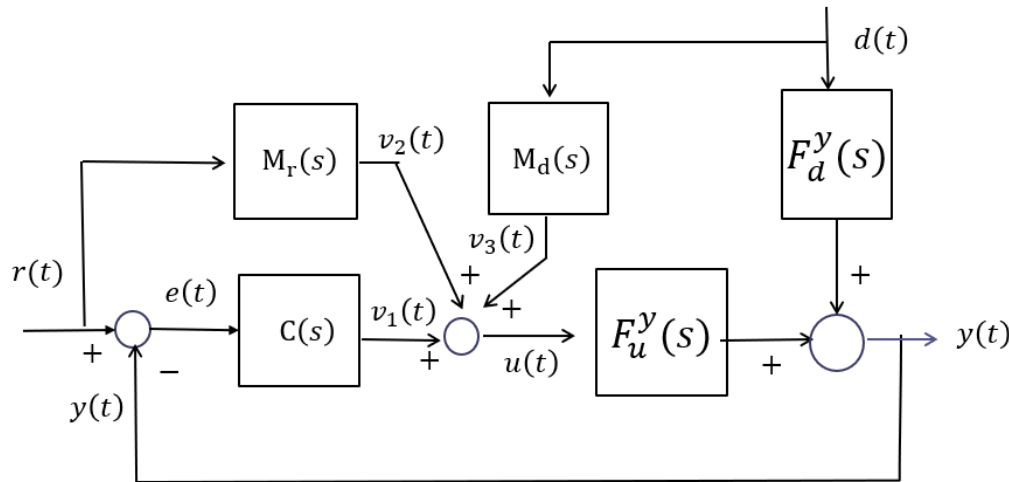 d(t)
M_r(s)
v_2(t)
M_d(s)
F_d^y(s)
v_3(t)
r(t)
e(t)
C(s)
v_1(t)
+
+
+
+
+
−
u(t)
F_u^y(s)
+
y(t)
y(t)